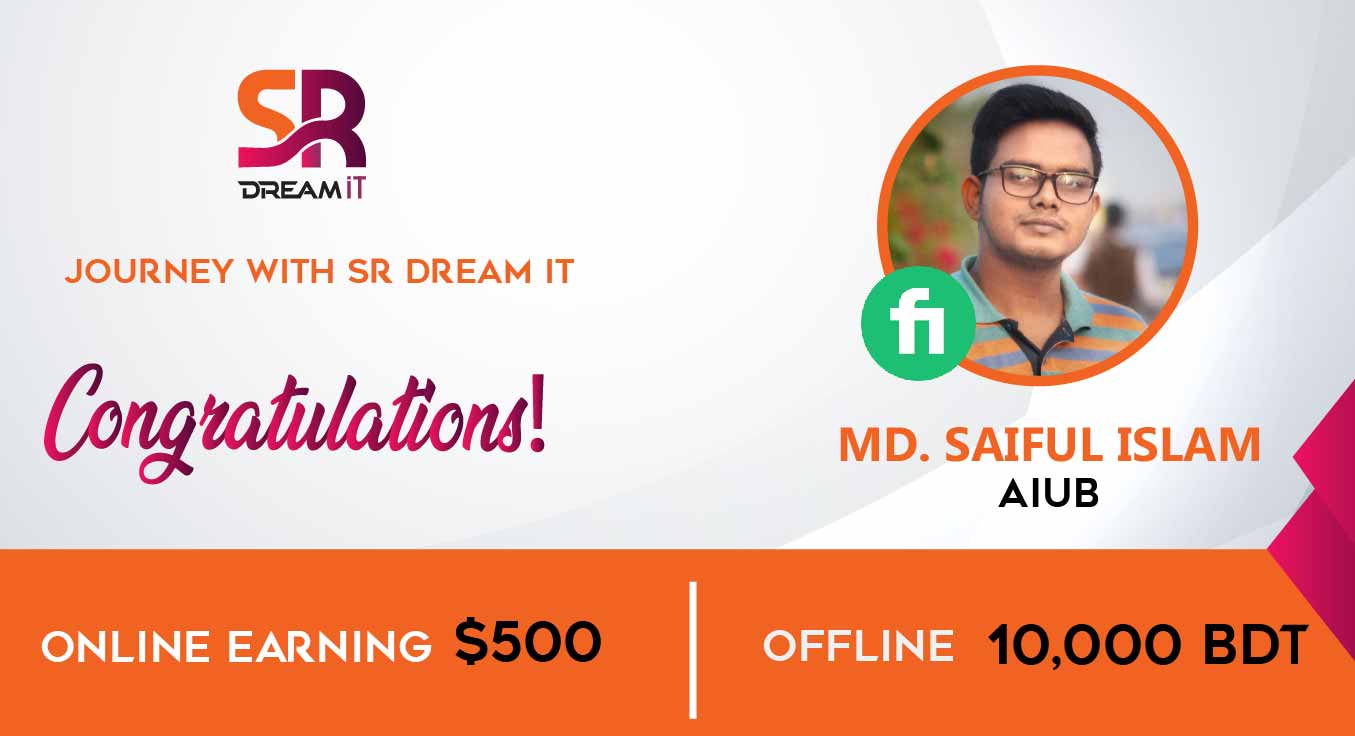 SR
DREAM iT
JOURNEY WITH SR DREAM IT
Congratulations!
fi
MD. SAIFUL ISLAM
AIUB
ONLINE EARNING $500
OFFLINE 10,000 BDT